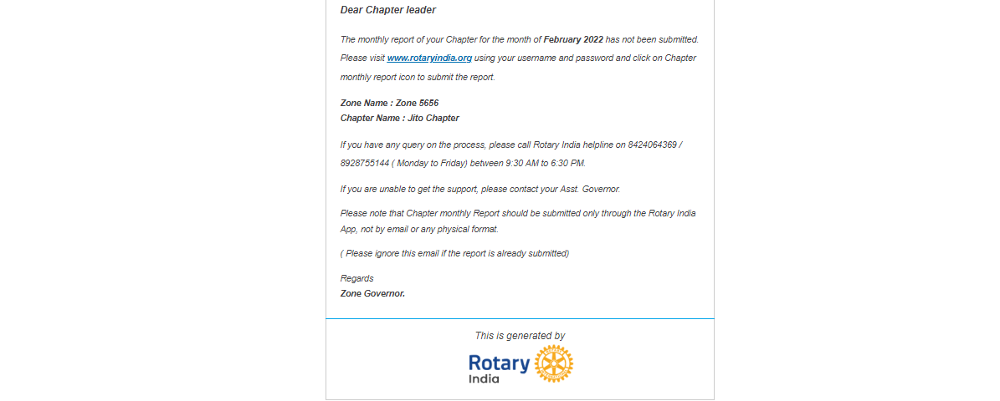 Dear Chapter leader
The monthly report of your Chapter for the month of February 2022 has not been submitted.
Please visit www.rotaryindia.org using your username and password and click on Chapter
monthly report icon to submit the report.
Zone Name : Zone 5656
Chapter Name : Jito Chapter
If you have any query on the process, please call Rotary India helpline on 8424064369 /
8928755144 ( Monday to Friday) between 9:30 AM to 6:30 PM.
If you are unable to get the support, please contact your Asst. Governor.
Please note that Chapter monthly Report should be submitted only through the Rotary India
App, not by email or any physical format.
( Please ignore this email if the report is already submitted)
Regards
Zone Governor.
This is generated by
Rotary
India